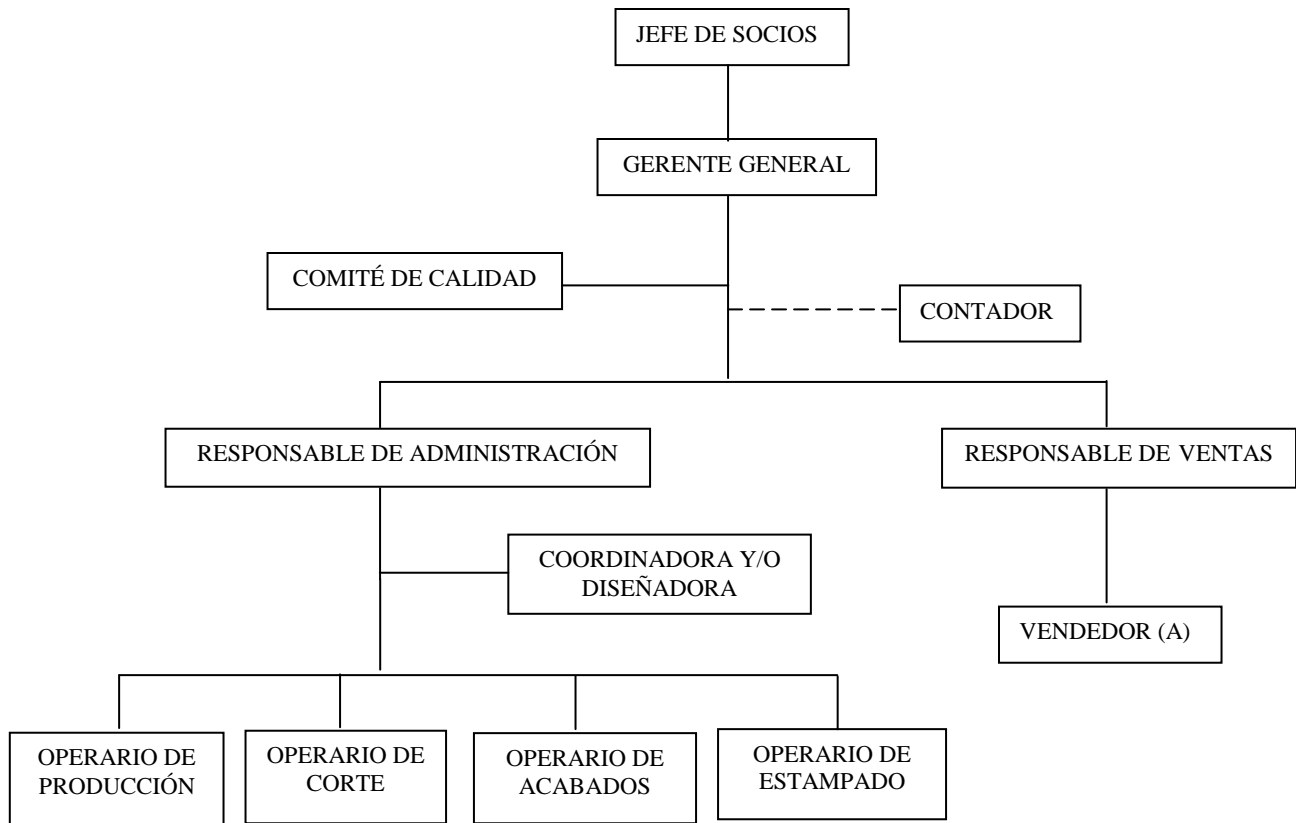 JEFE DE SOCIOS
GERENTE GENERAL
COMITÉ DE CALIDAD
CONTADOR
RESPONSABLE DE ADMINISTRACIÓN
RESPONSABLE DE VENTAS
COORDINADORA Y/O
DISEÑADORA
VENDEDOR (A)
OPERARIO DE
PRODUCCIÓN
OPERARIO DE
CORTE
OPERARIO DE
ACABADOS
OPERARIO DE
ESTAMPADO